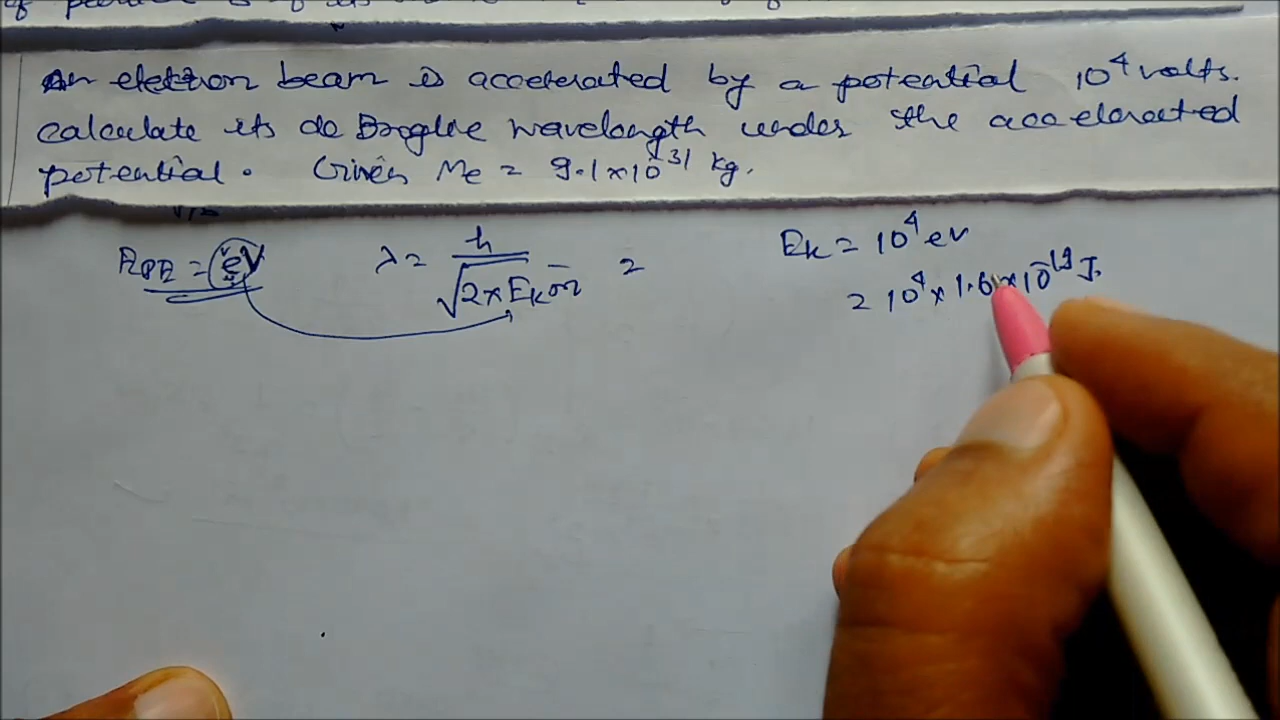 An electron beam is accelerated by a potential 10⁴ volts.
calculate its de Broglie wavelength under the accelerated
potential. Given Me = 9.1×10⁻³¹ kg.
= eV
λ = h / √2×Ek m =
Ek = 10⁴ eV
= 10⁴ × 1.6×10⁻¹⁹ J.